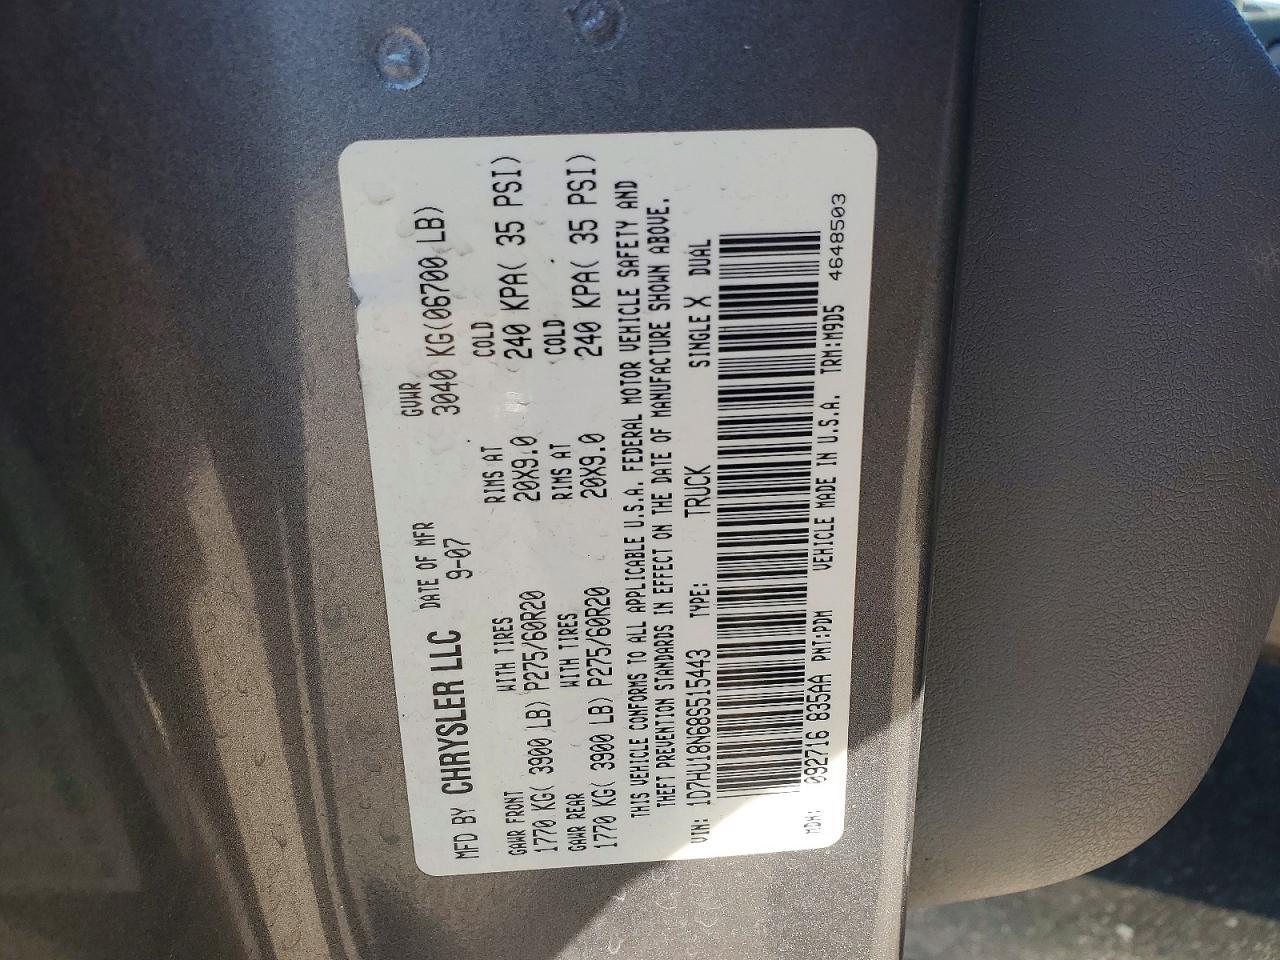 MFD BY CHRYSLER LLC DATE OF MFR GVWR
9-07 3040 KG(06700 LB)
GAWR FRONT WITH TIRES RIMS AT COLD
1770 KG( 3900 LB) P275/60R20 20X9.0 240 KPA( 35 PSI)
GAWR REAR WITH TIRES RIMS AT COLD
1770 KG( 3900 LB) P275/60R20 20X9.0 240 KPA( 35 PSI)
THIS VEHICLE CONFORMS TO ALL APPLICABLE U.S.A. FEDERAL MOTOR VEHICLE SAFETY AND
THEFT PREVENTION STANDARDS IN EFFECT ON THE DATE OF MANUFACTURE SHOWN ABOVE.
VIN: 1D7HU18N68S515443 TYPE: TRUCK SINGLE X DUAL
MDH: 092716 835AA PNT:PDM VEHICLE MADE IN U.S.A. TRM:M9D5 4648503